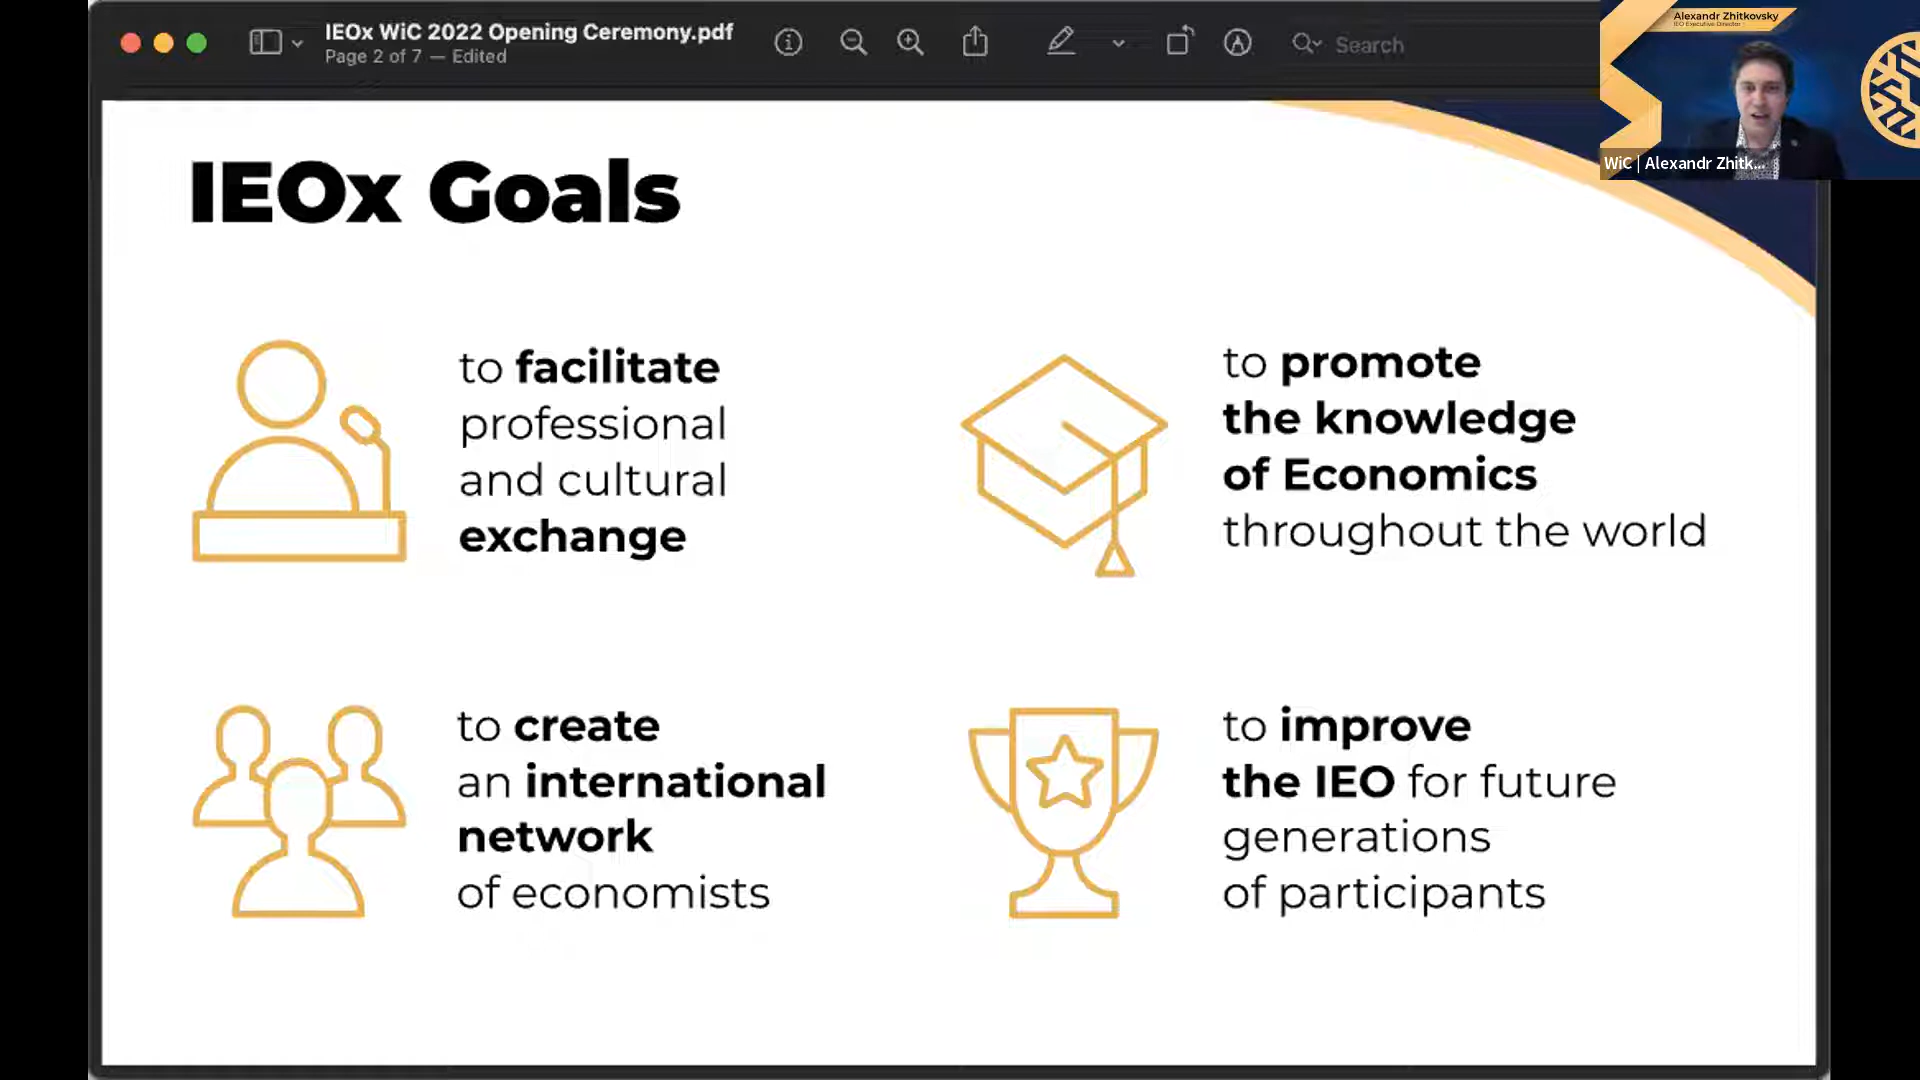 IEOx WiC 2022 Opening Ceremony.pdf
Page 2 of 7 — Edited
Search
Alexandr Zhitkovsky
IEO Executive Director
WiC | Alexandr Zhitk...
IEOx Goals
to facilitate
professional
and cultural
exchange
to promote
the knowledge
of Economics
throughout the world
to create
an international
network
of economists
to improve
the IEO for future
generations
of participants